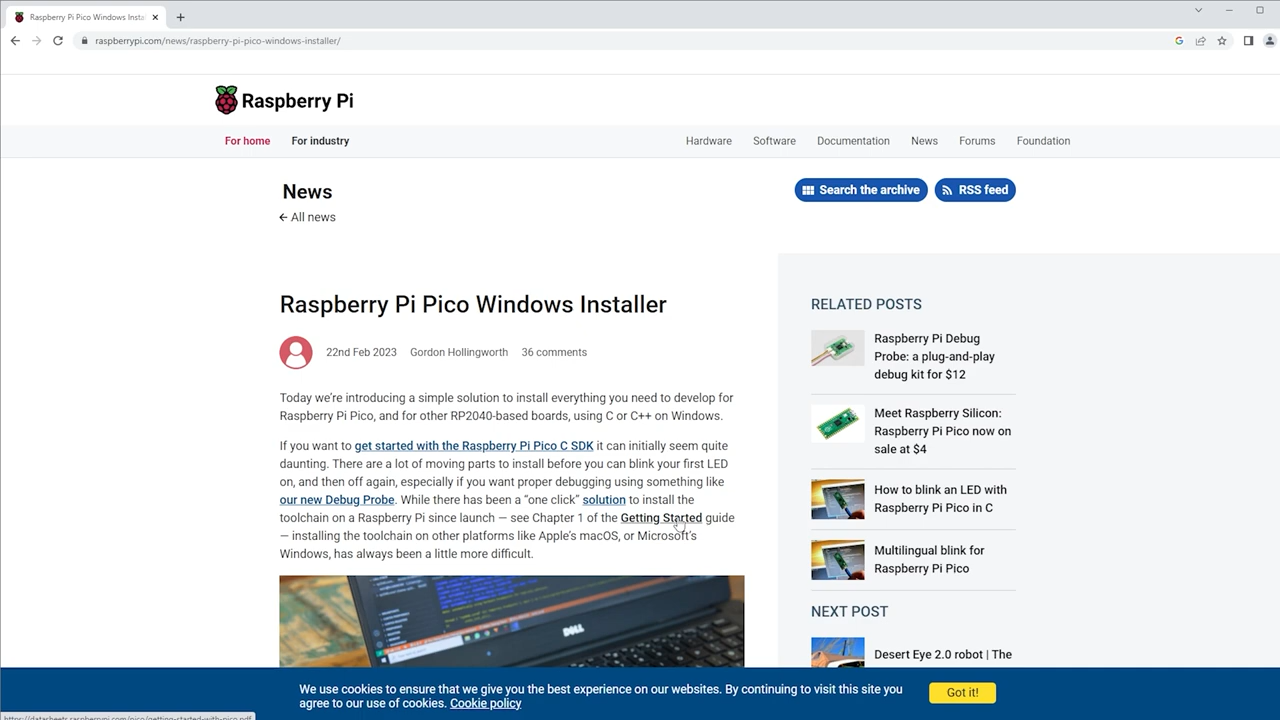 Raspberry Pi Pico Windows Insta
raspberrypi.com/news/raspberry-pi-pico-windows-installer/
Raspberry Pi
For home
For industry
Hardware
Software
Documentation
News
Forums
Foundation
News
Search the archive
RSS feed
← All news
Raspberry Pi Pico Windows Installer
22nd Feb 2023
Gordon Hollingworth
36 comments
Today we’re introducing a simple solution to install everything you need to develop for
Raspberry Pi Pico, and for other RP2040-based boards, using C or C++ on Windows.
If you want to get started with the Raspberry Pi Pico C SDK it can initially seem quite
daunting. There are a lot of moving parts to install before you can blink your first LED
on, and then off again, especially if you want proper debugging using something like
our new Debug Probe. While there has been a “one click” solution to install the
toolchain on a Raspberry Pi since launch — see Chapter 1 of the Getting Started guide
— installing the toolchain on other platforms like Apple’s macOS, or Microsoft’s
Windows, has always been a little more difficult.
DELL
RELATED POSTS
Raspberry Pi Debug
Probe: a plug-and-play
debug kit for $12
Meet Raspberry Silicon:
Raspberry Pi Pico now on
sale at $4
How to blink an LED with
Raspberry Pi Pico in C
Multilingual blink for
Raspberry Pi Pico
NEXT POST
Desert Eye 2.0 robot | The
We use cookies to ensure that we give you the best experience on our websites. By continuing to visit this site you
agree to our use of cookies. Cookie policy
Got it!
https://datasheets.raspberrypi.com/pico/getting-started-with-pico.pdf